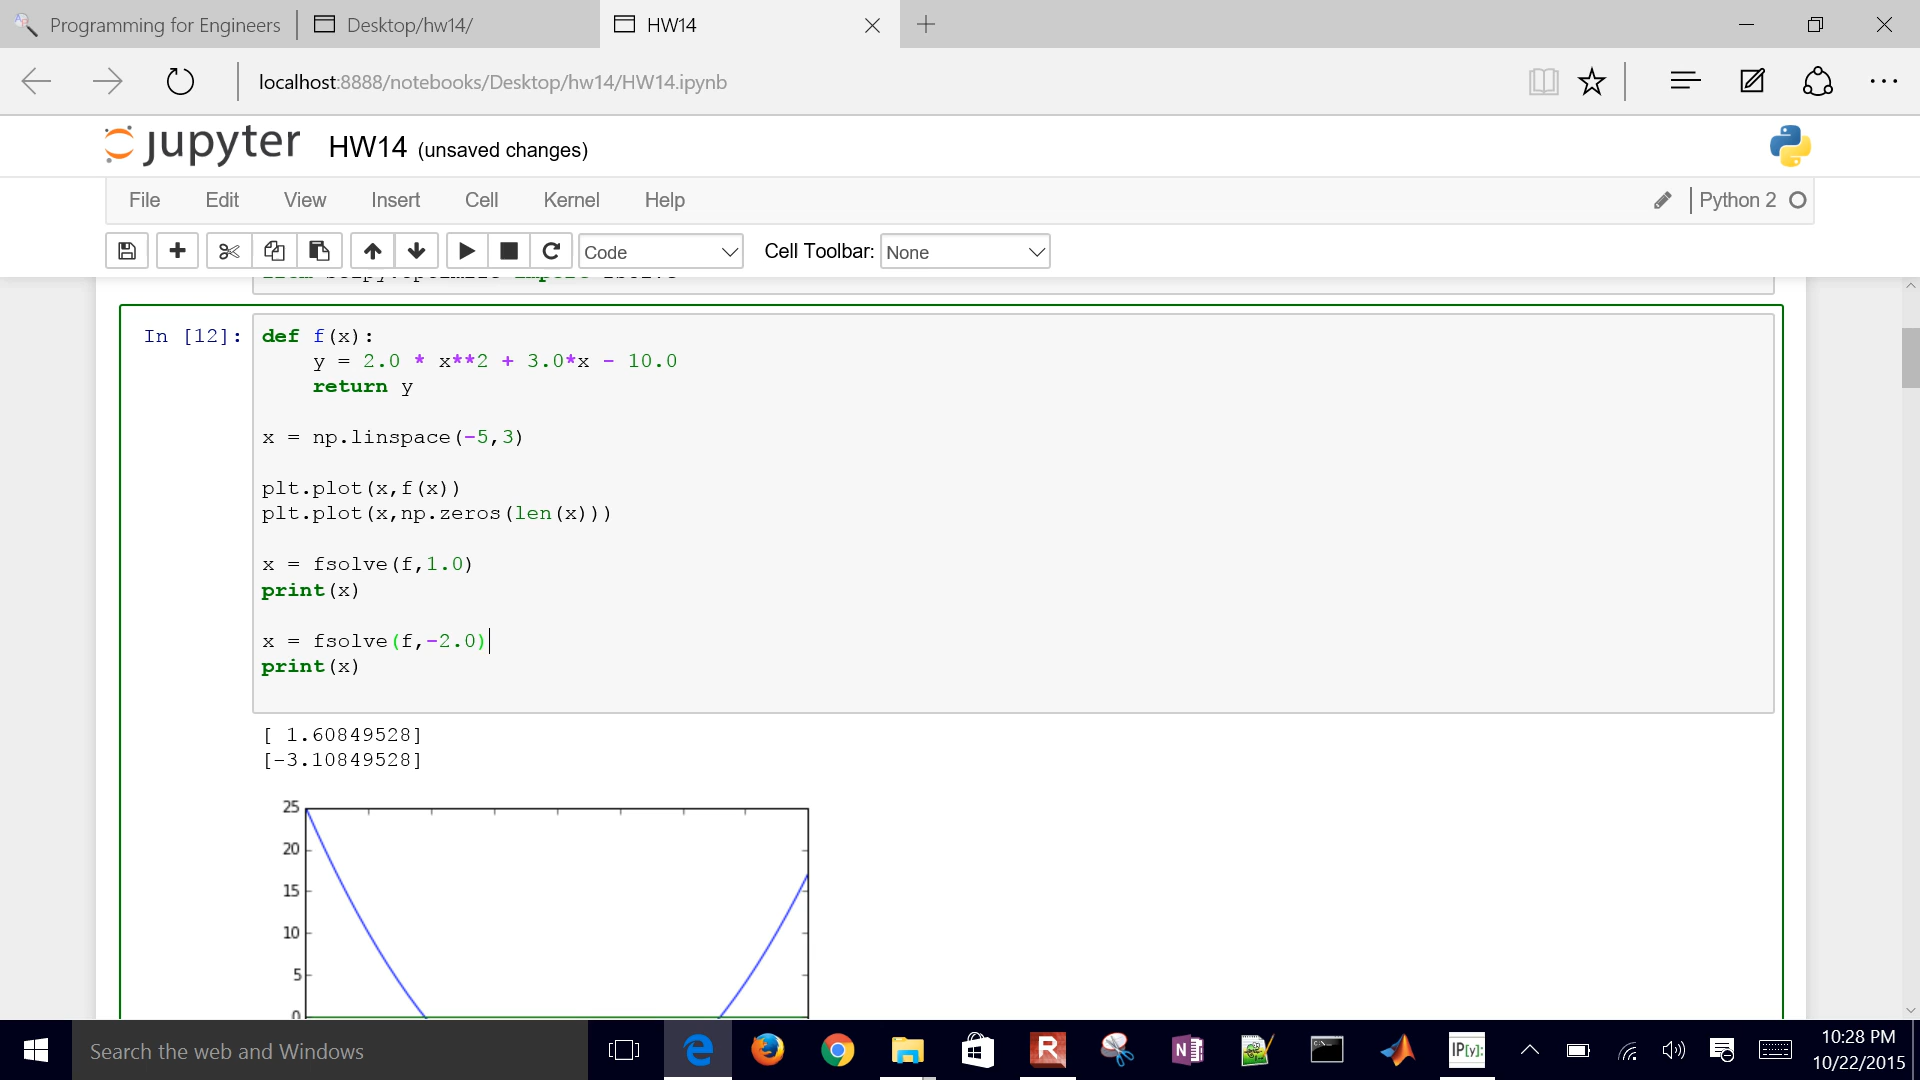 Programming for Engineers
Desktop/hw14/
HW14
localhost:8888/notebooks/Desktop/hw14/HW14.ipynb
jupyter HW14 (unsaved changes)
File Edit View Insert Cell Kernel Help Python 2
Code Cell Toolbar: None
In [12]: def f(x):
y = 2.0 * x**2 + 3.0*x - 10.0
return y
x = np.linspace(-5,3)
plt.plot(x,f(x))
plt.plot(x,np.zeros(len(x)))
x = fsolve(f,1.0)
print(x)
x = fsolve(f,-2.0)
print(x)
[ 1.60849528]
[-3.10849528]
25
20
15
10
5
0
Search the web and Windows
R
N
IP[y]:
10:28 PM
10/22/2015